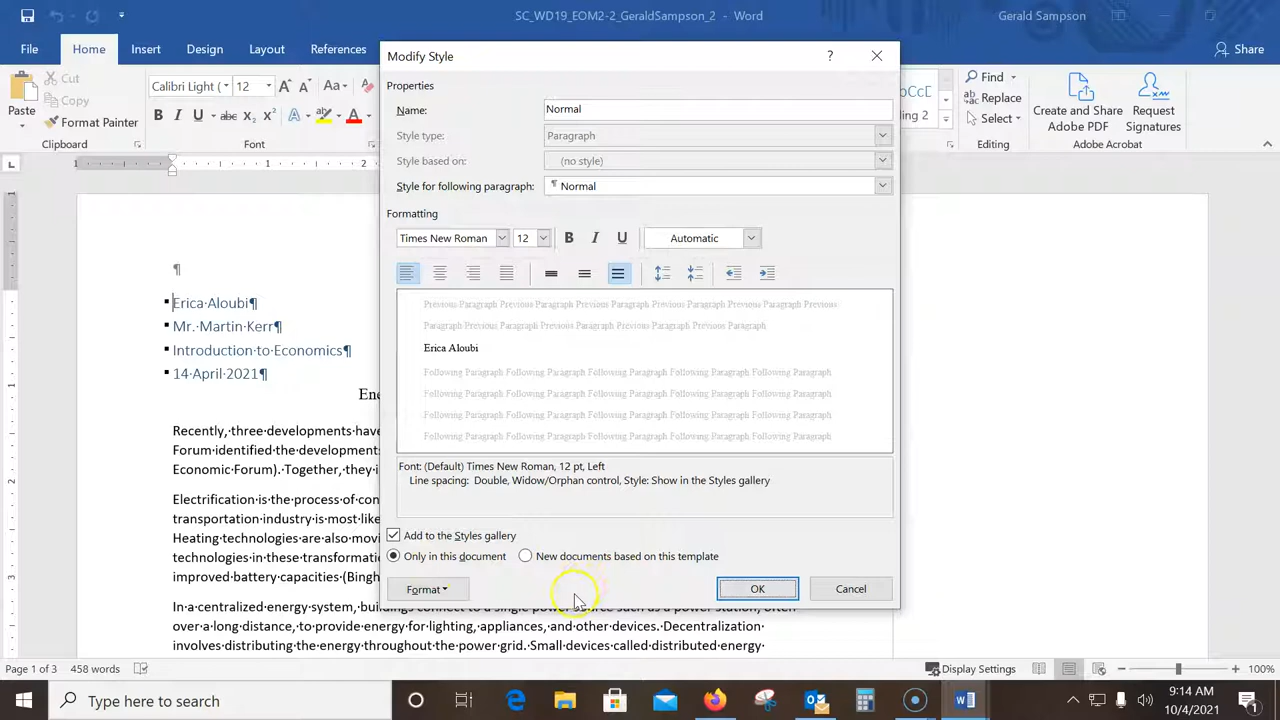 SC_WD19_EOM2-2_GeraldSampson_2 - Word
Gerald Sampson
File
Home
Insert
Design
Layout
References
Share
Paste
Cut
Copy
Format Painter
Clipboard
Calibri Light (
12
Aa
Font
Find
Replace
Select
Editing
Create and Share
Adobe PDF
Request
Signatures
Adobe Acrobat
Modify Style
Properties
Name:
Normal
Style type:
Paragraph
Style based on:
(no style)
Style for following paragraph:
¶ Normal
Formatting
Times New Roman
12
B I U
Automatic
Previous Paragraph Previous Paragraph Previous Paragraph Previous Paragraph Previous Paragraph Previous
Paragraph Previous Paragraph Previous Paragraph Previous Paragraph Previous Paragraph
Erica Aloubi
Following Paragraph Following Paragraph Following Paragraph Following Paragraph Following Paragraph
Following Paragraph Following Paragraph Following Paragraph Following Paragraph Following Paragraph
Following Paragraph Following Paragraph Following Paragraph Following Paragraph Following Paragraph
Following Paragraph Following Paragraph Following Paragraph Following Paragraph Following Paragraph
Font: (Default) Times New Roman, 12 pt, Left
Line spacing: Double, Widow/Orphan control, Style: Show in the Styles gallery
Add to the Styles gallery
Only in this document
New documents based on this template
Format
OK
Cancel
¶
Erica·Aloubi¶
Mr.·Martin·Kerr¶
Introduction·to·Economics¶
14·April·2021¶
Recently,·three·developments·have
Forum·identified·the·developments
Economic·Forum).·Together,·they·i
Electrification·is·the·process·of·con
transportation·industry·is·most·like
Heating·technologies·are·also·movi
technologies·in·these·transformatio
improved·battery·capacities·(Bingh
In·a·centralized·energy·system,·buildings·connect·to·a·single·power·source·such·as·a·power·station,·often·
over·a·long·distance,·to·provide·energy·for·lighting,·appliances,·and·other·devices.·Decentralization·
involves·distributing·the·energy·throughout·the·power·grid.·Small·devices·called·distributed·energy·
Page 1 of 3
458 words
Display Settings
100%
Type here to search
9:14 AM
10/4/2021